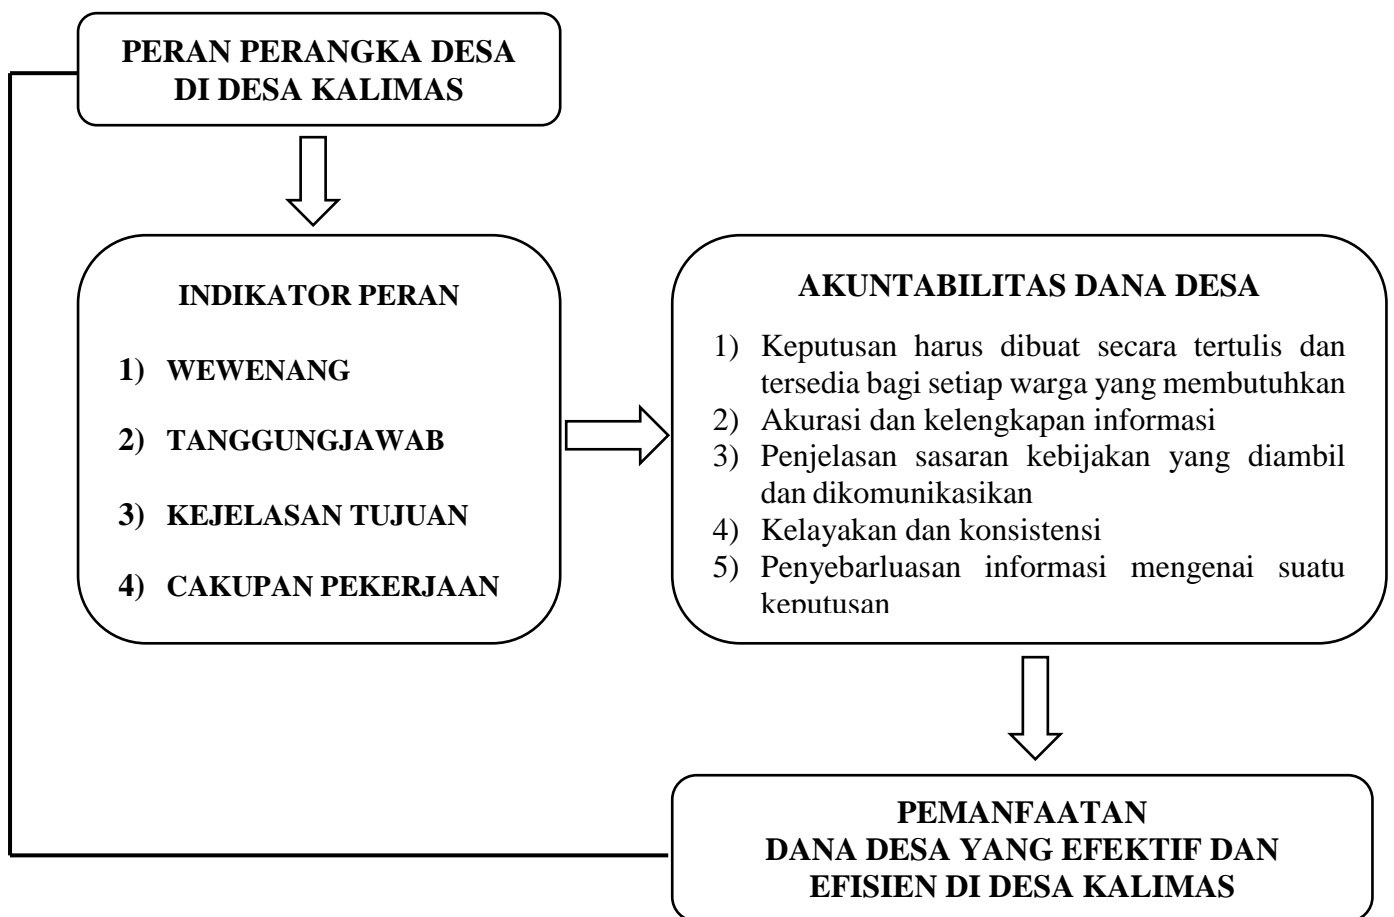 PERAN PERANGKA DESA
DI DESA KALIMAS
INDIKATOR PERAN
1) WEWENANG
2) TANGGUNGJAWAB
3) KEJELASAN TUJUAN
4) CAKUPAN PEKERJAAN
AKUNTABILITAS DANA DESA
1) Keputusan harus dibuat secara tertulis dan
tersedia bagi setiap warga yang membutuhkan
2) Akurasi dan kelengkapan informasi
3) Penjelasan sasaran kebijakan yang diambil
dan dikomunikasikan
4) Kelayakan dan konsistensi
5) Penyebarluasan informasi mengenai suatu
keputusan
PEMANFAATAN
DANA DESA YANG EFEKTIF DAN
EFISIEN DI DESA KALIMAS